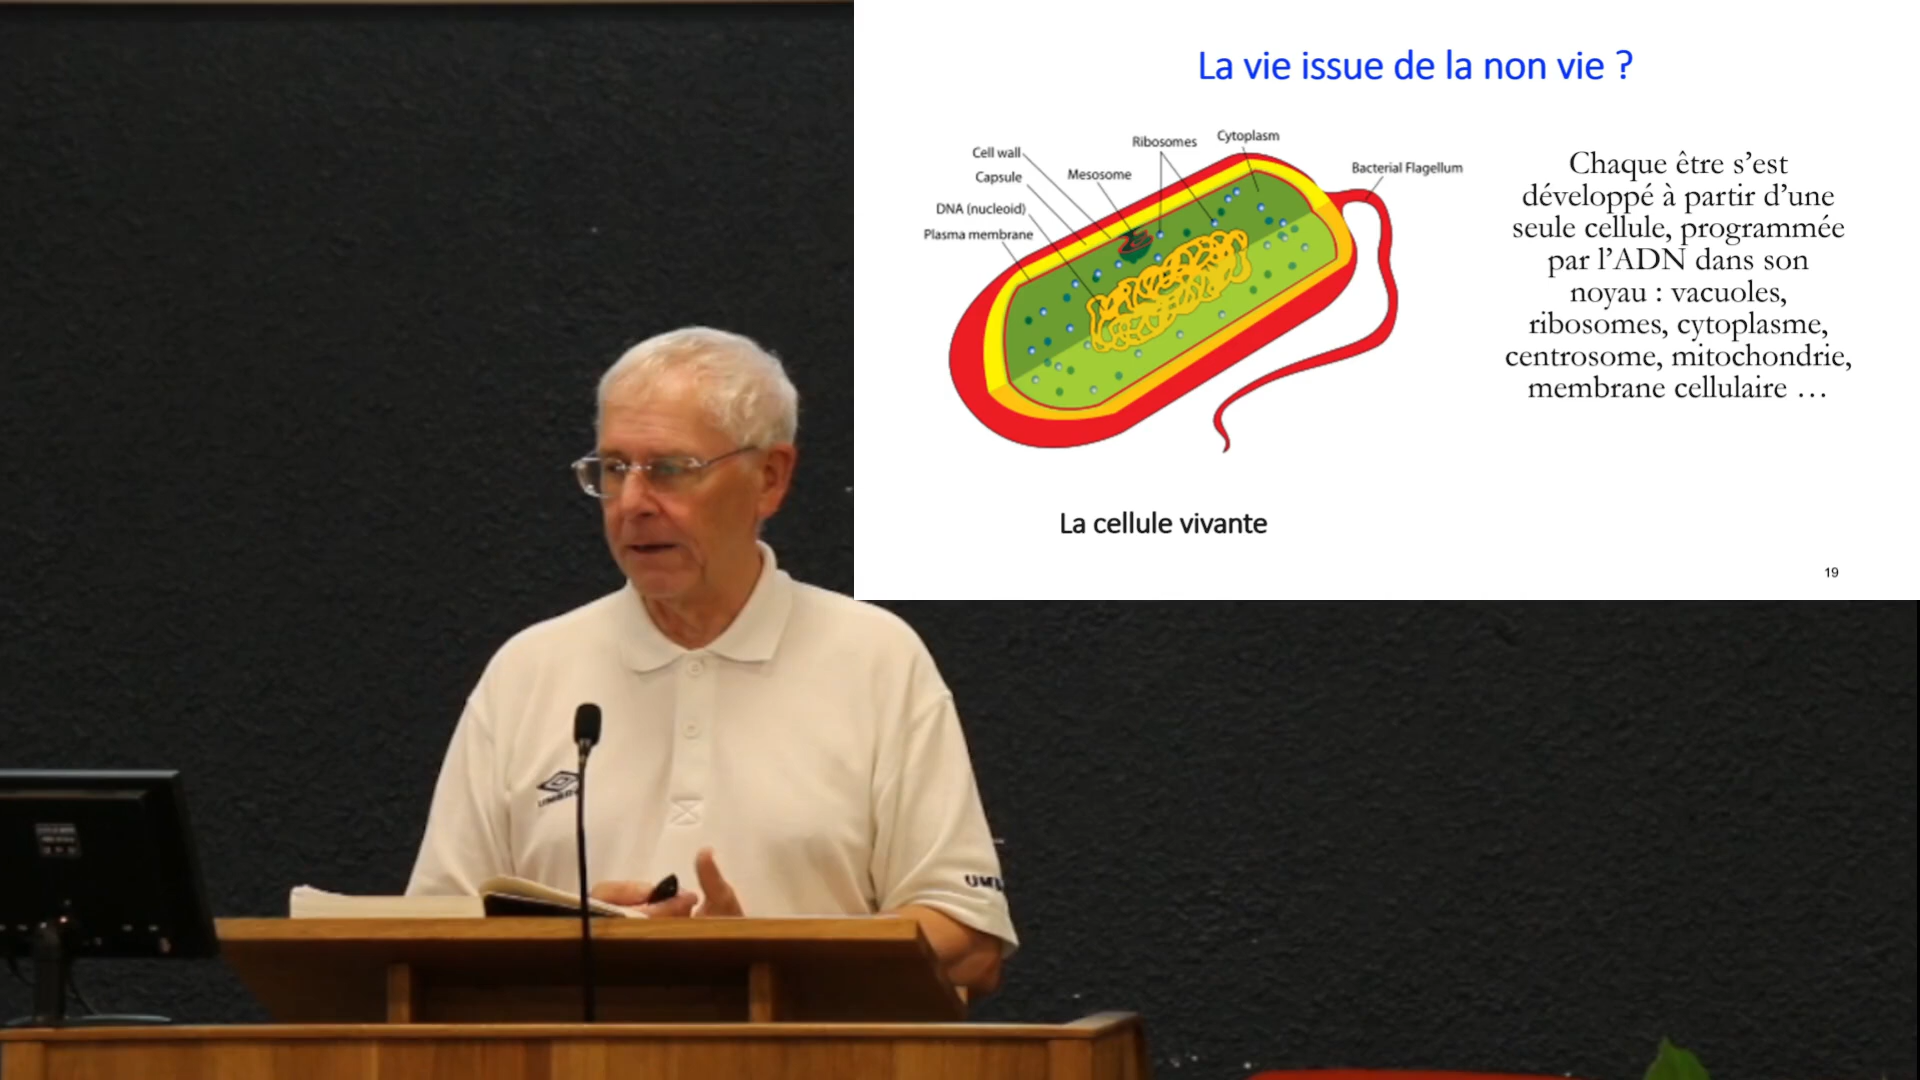 La vie issue de la non vie ?
Cell wall
Capsule
DNA (nucleoid)
Plasma membrane
Mesosome
Ribosomes
Cytoplasm
Bacterial Flagellum
Chaque être s’est
développé à partir d’une
seule cellule, programmée
par l’ADN dans son
noyau : vacuoles,
ribosomes, cytoplasme,
centrosome, mitochondrie,
membrane cellulaire …
La cellule vivante
19